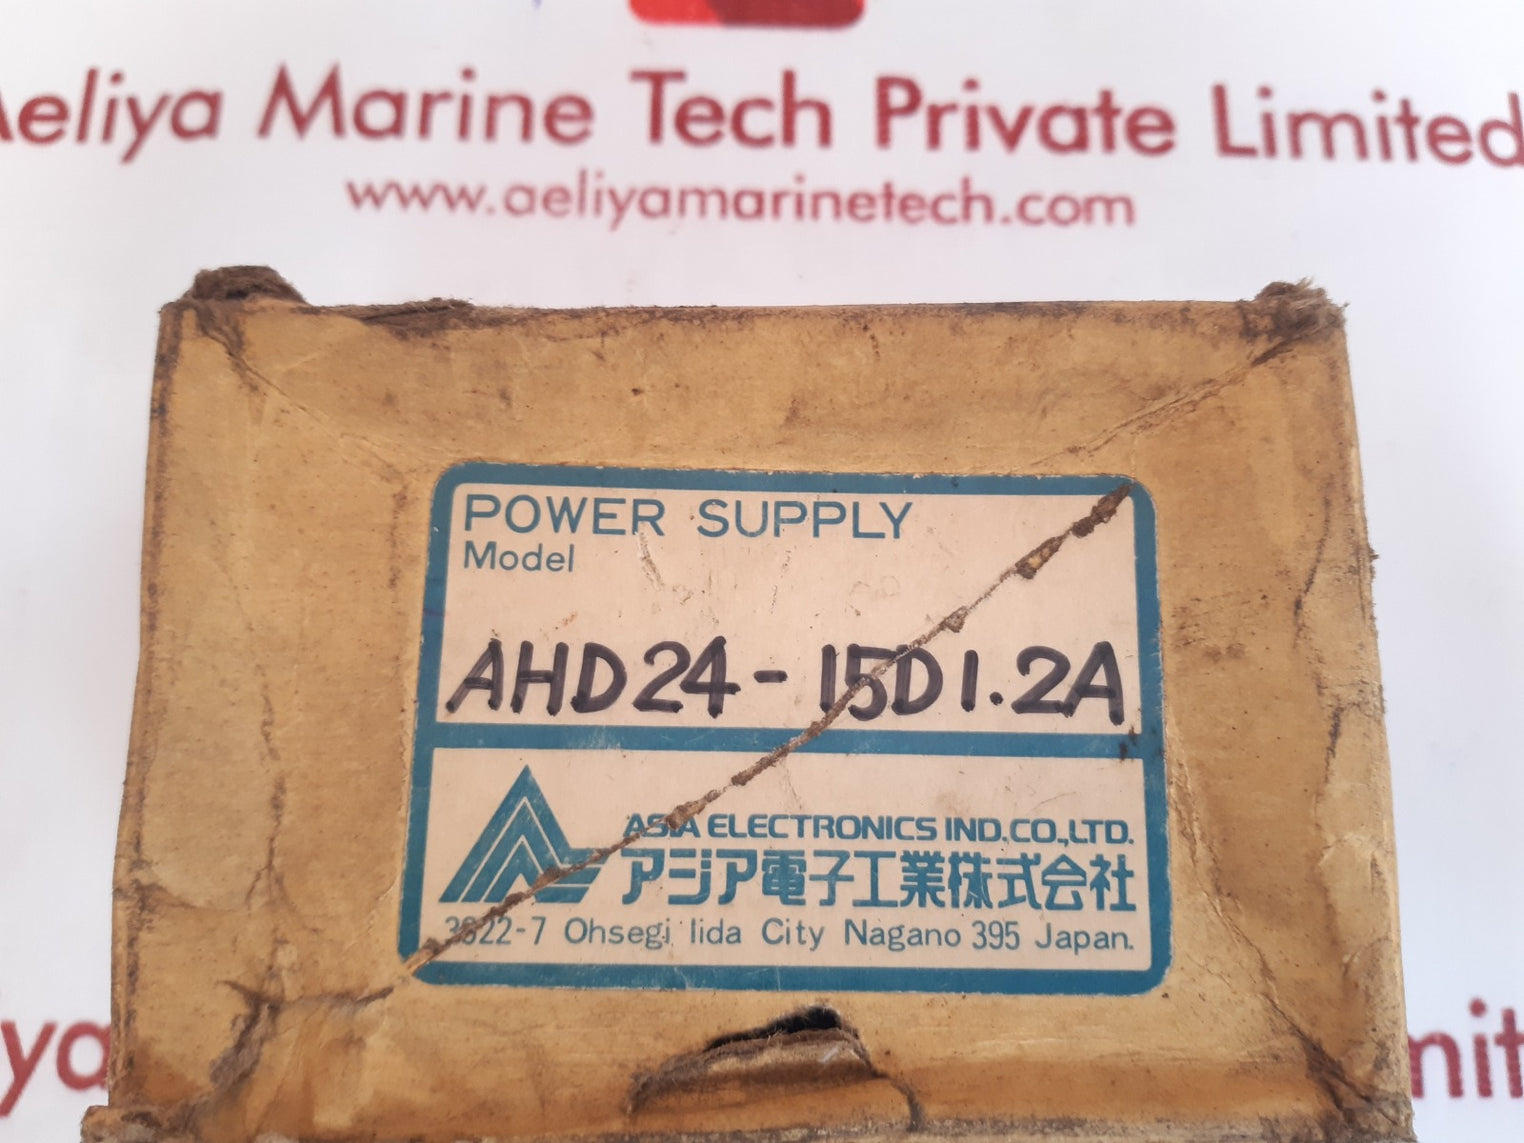 Aeliya Marine Tech Private Limited
www.aeliyamarinetech.com
POWER SUPPLY
Model
AHD24-15D1.2A
ASIA ELECTRONICS IND.CO.,LTD.
アジア電子工業株式会社
3622-7 Ohsegi Iida City Nagano 395 Japan.